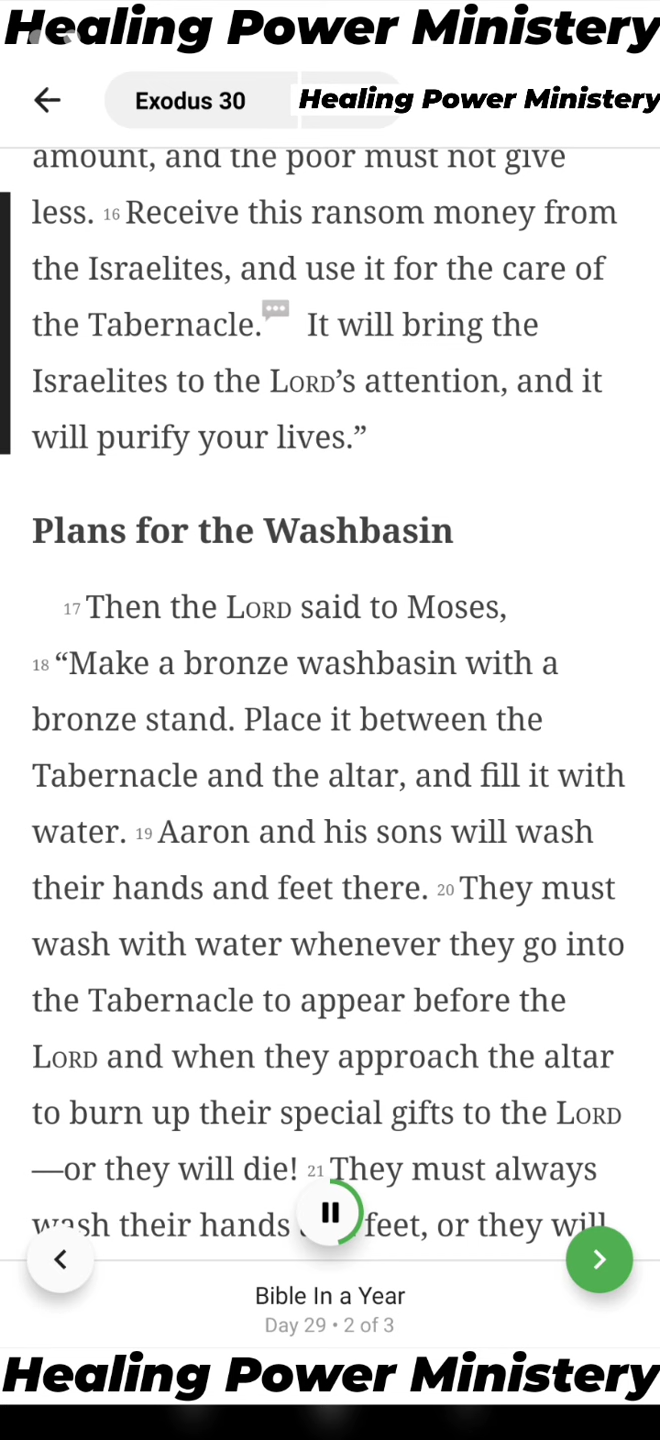 Healing Power Ministery
Exodus 30
Healing Power Ministery
amount, and the poor must not give
less. 16 Receive this ransom money from
the Israelites, and use it for the care of
the Tabernacle. It will bring the
Israelites to the LORD’s attention, and it
will purify your lives.”
Plans for the Washbasin
17 Then the LORD said to Moses,
18 “Make a bronze washbasin with a
bronze stand. Place it between the
Tabernacle and the altar, and fill it with
water. 19 Aaron and his sons will wash
their hands and feet there. 20 They must
wash with water whenever they go into
the Tabernacle to appear before the
LORD and when they approach the altar
to burn up their special gifts to the LORD
—or they will die! 21 They must always
wash their hands feet, or they will
Bible In a Year
Day 29 • 2 of 3
Healing Power Ministery